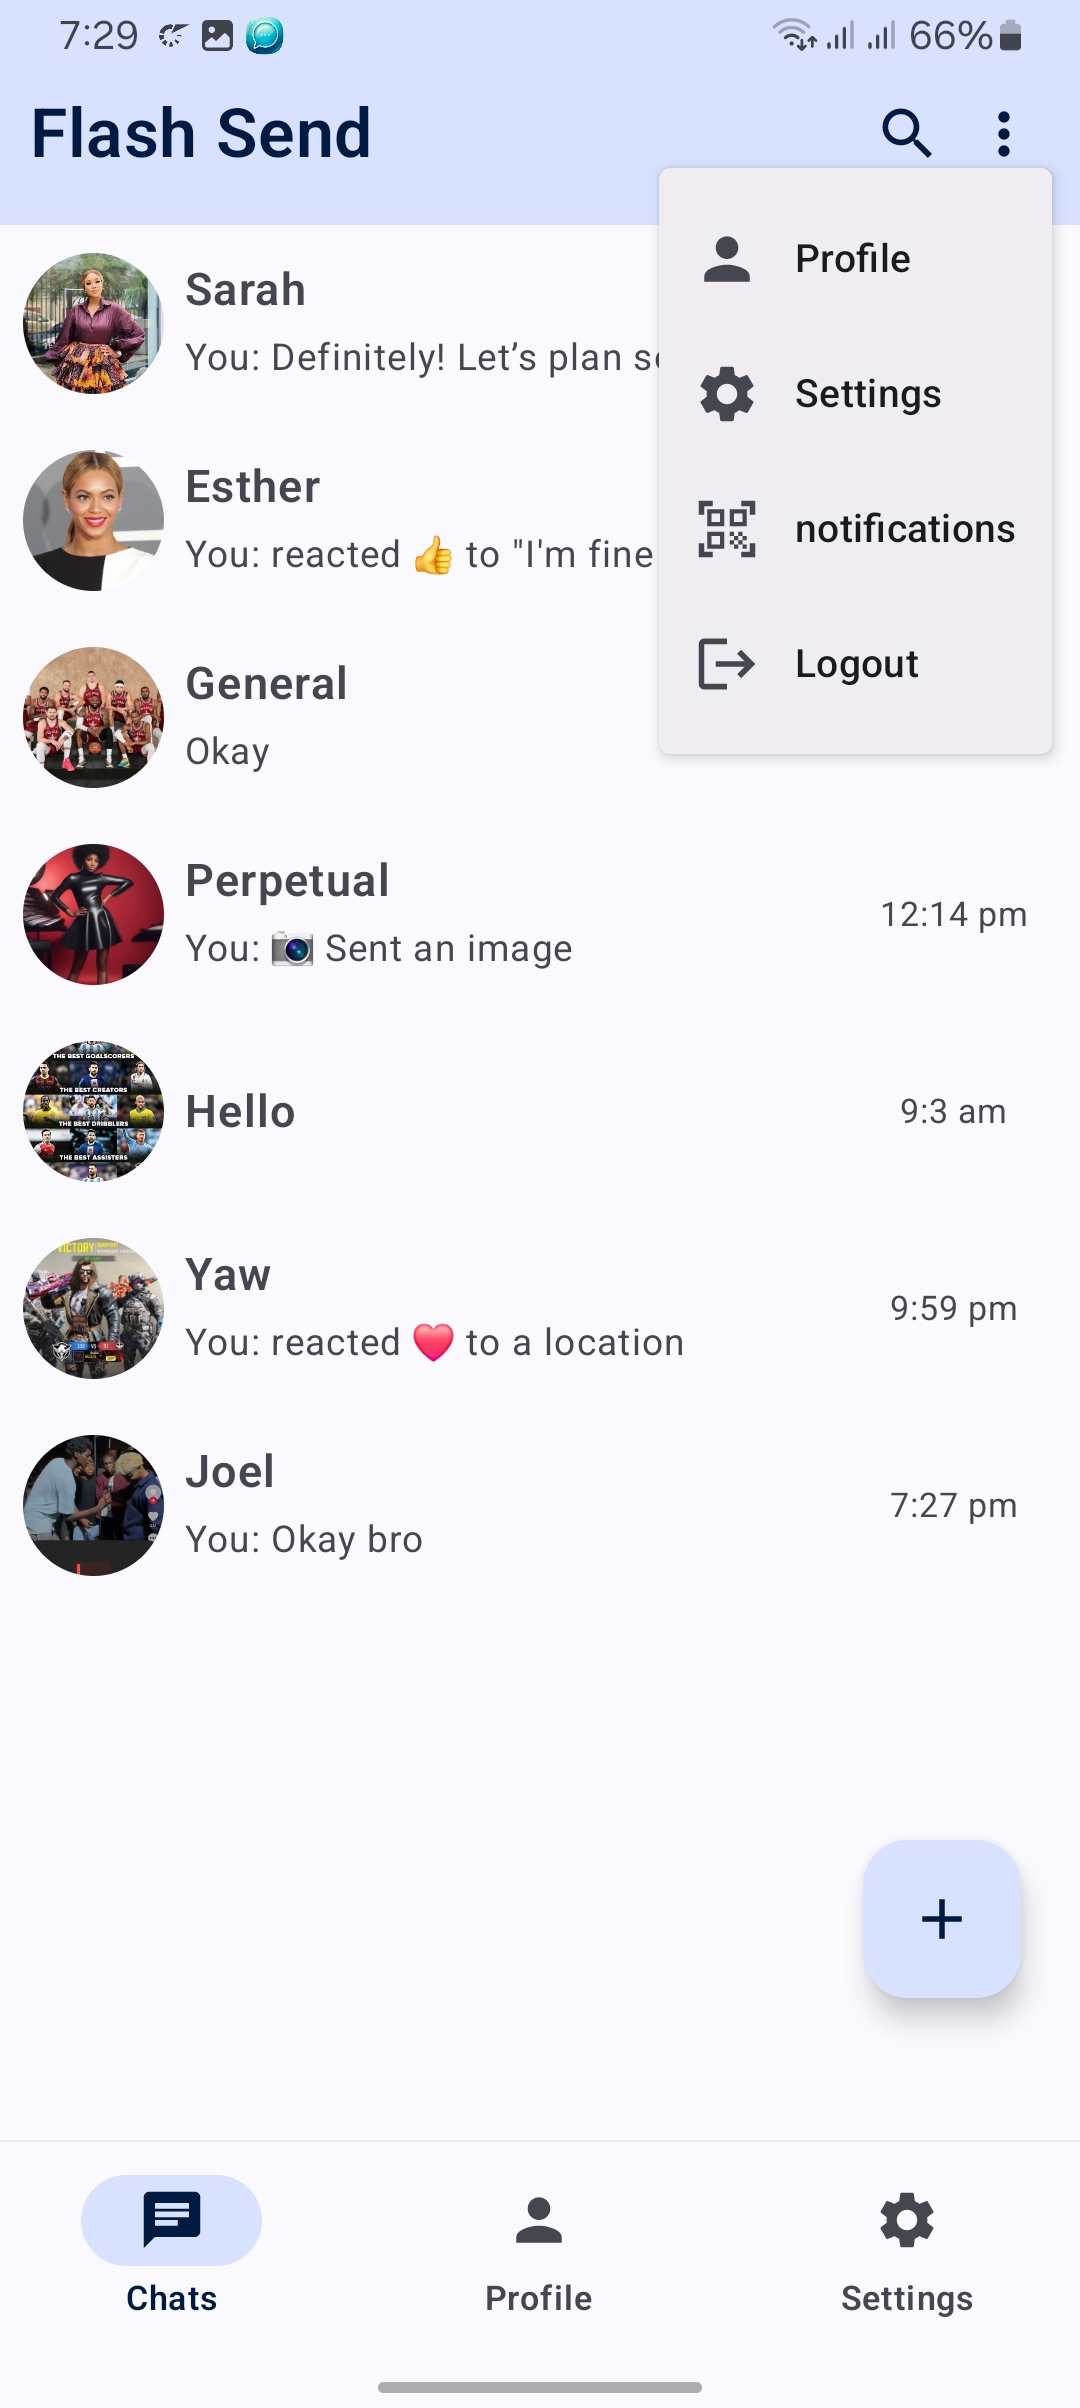 7:29 66%
Flash Send
Profile
Settings
notifications
Logout
Sarah
You: Definitely! Let’s plan s
Esther
You: reacted 👍 to "I'm fine
General
Okay
Perpetual
You: 📷 Sent an image
12:14 pm
THE BEST GOALSCORERS
THE BEST CREATORS
THE BEST DRIBBLERS
THE BEST ASSISTERS
Hello
9:3 am
VICTORY
Yaw
You: reacted ❤️ to a location
9:59 pm
Joel
You: Okay bro
7:27 pm
Chats
Profile
Settings